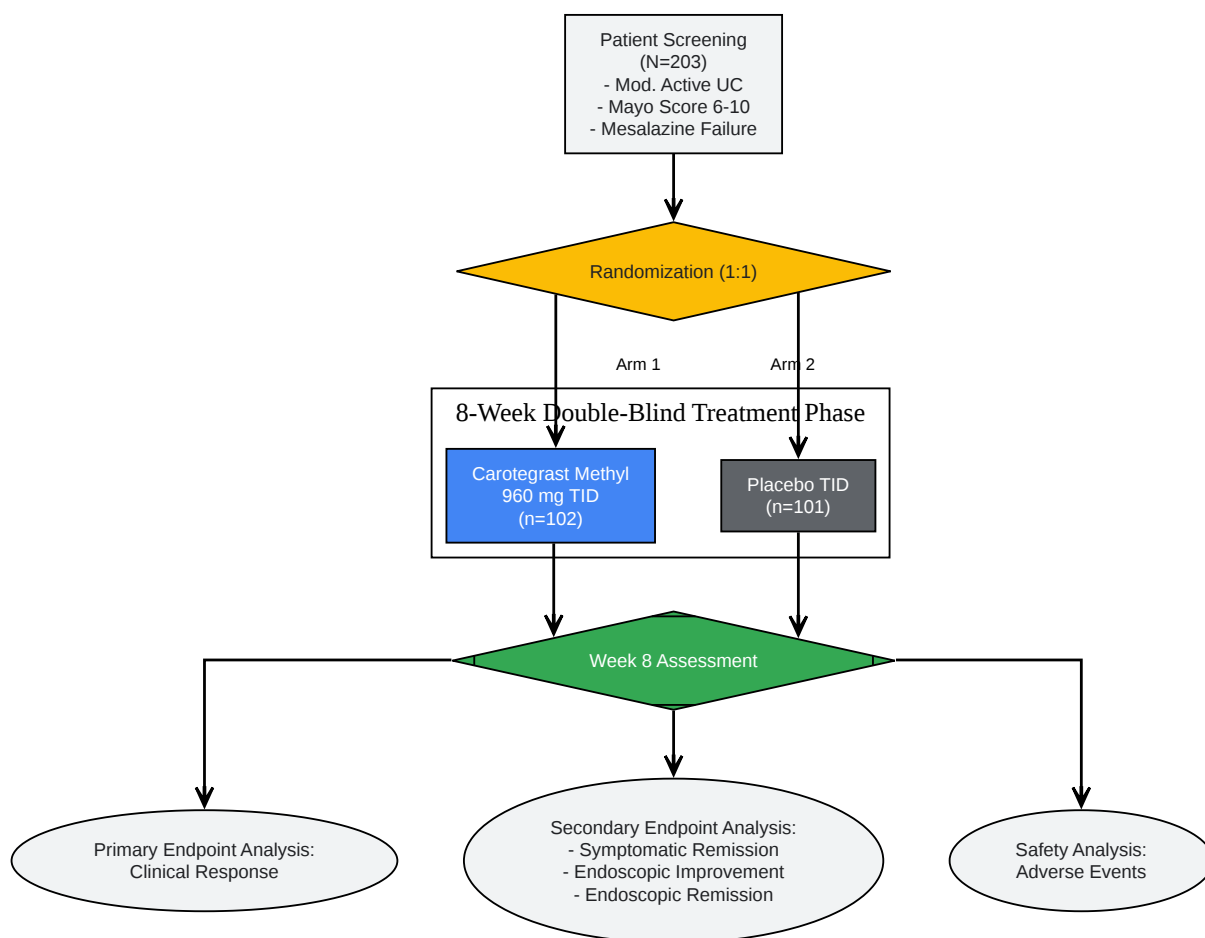 Patient Screening
(N=203)
- Mod. Active UC
- Mayo Score 6-10
- Mesalazine Failure
Randomization (1:1)
Arm 1
Arm 2
8-Week Double-Blind Treatment Phase
Carotegrast Methyl
960 mg TID
(n=102)
Placebo TID
(n=101)
Week 8 Assessment
Primary Endpoint Analysis:
Clinical Response
Secondary Endpoint Analysis:
- Symptomatic Remission
- Endoscopic Improvement
- Endoscopic Remission
Safety Analysis:
Adverse Events